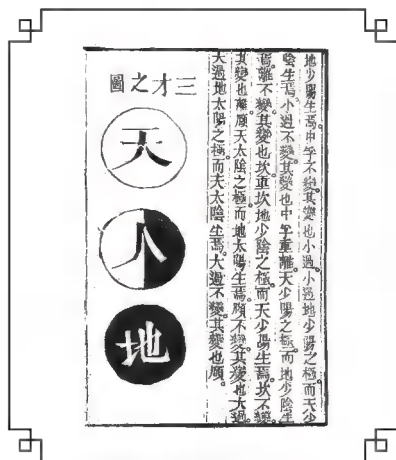 地少陽生焉中孚不變其變也小過小過地少陽之極而天少
陰生焉小過不變其變也中孚重離天少陽之極而地少陰生
焉離不變其變也坎重坎地少陰之極而天少陽生焉坎不變
其變也離頤天太陰之極而地太陽生焉頤不變其變也大過
大過地太陽之極而天太陰生焉大過不變其變也頤
三才之圖
天
人
地